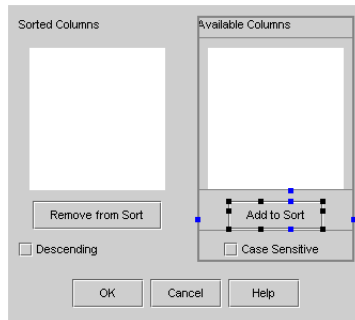 Sorted Columns
Available Columns
Remove from Sort
Add to Sort
Descending
Case Sensitive
OK
Cancel
Help